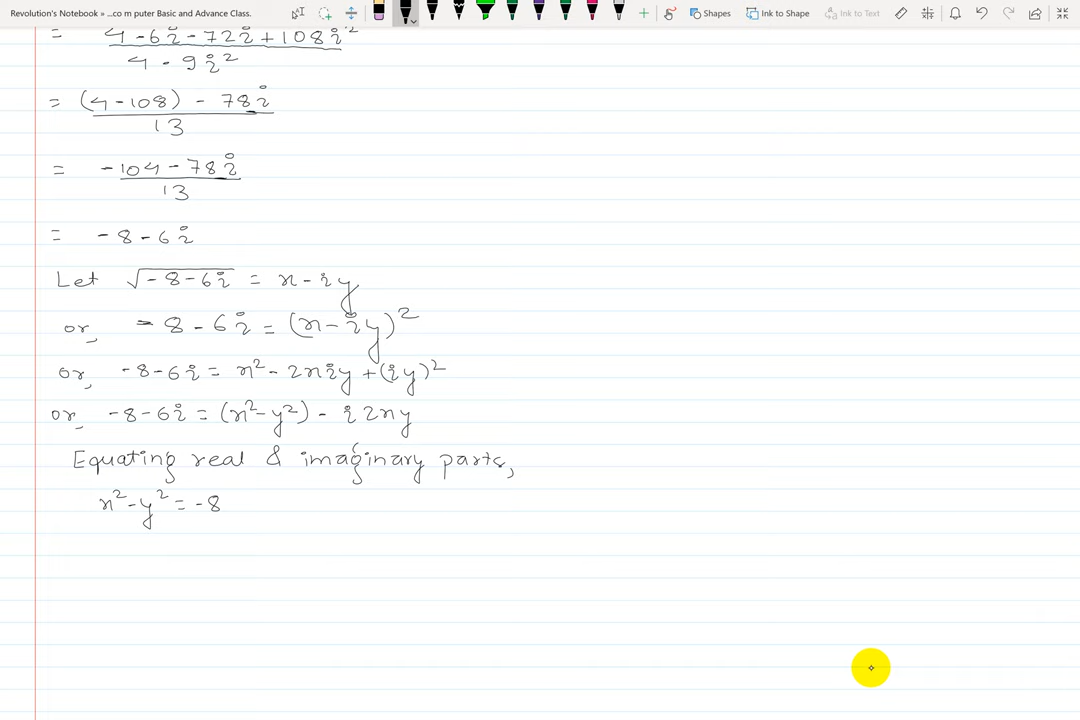 Revolution's Notebook » ...co m puter Basic and Advance Class.
Shapes
Ink to Shape
Ink to Text
= 4 - 6i - 72i + 108i²
4 - 9i²
= (4 - 108) - 78i
13
= -104 - 78i
13
= -8 - 6i
Let √-8 - 6i = x - iy
or, -8 - 6i = (x - iy)²
or, -8 - 6i = x² - 2xiy + (iy)²
or, -8 - 6i = (x² - y²) - i 2xy
Equating real & imaginary parts,
x² - y² = -8